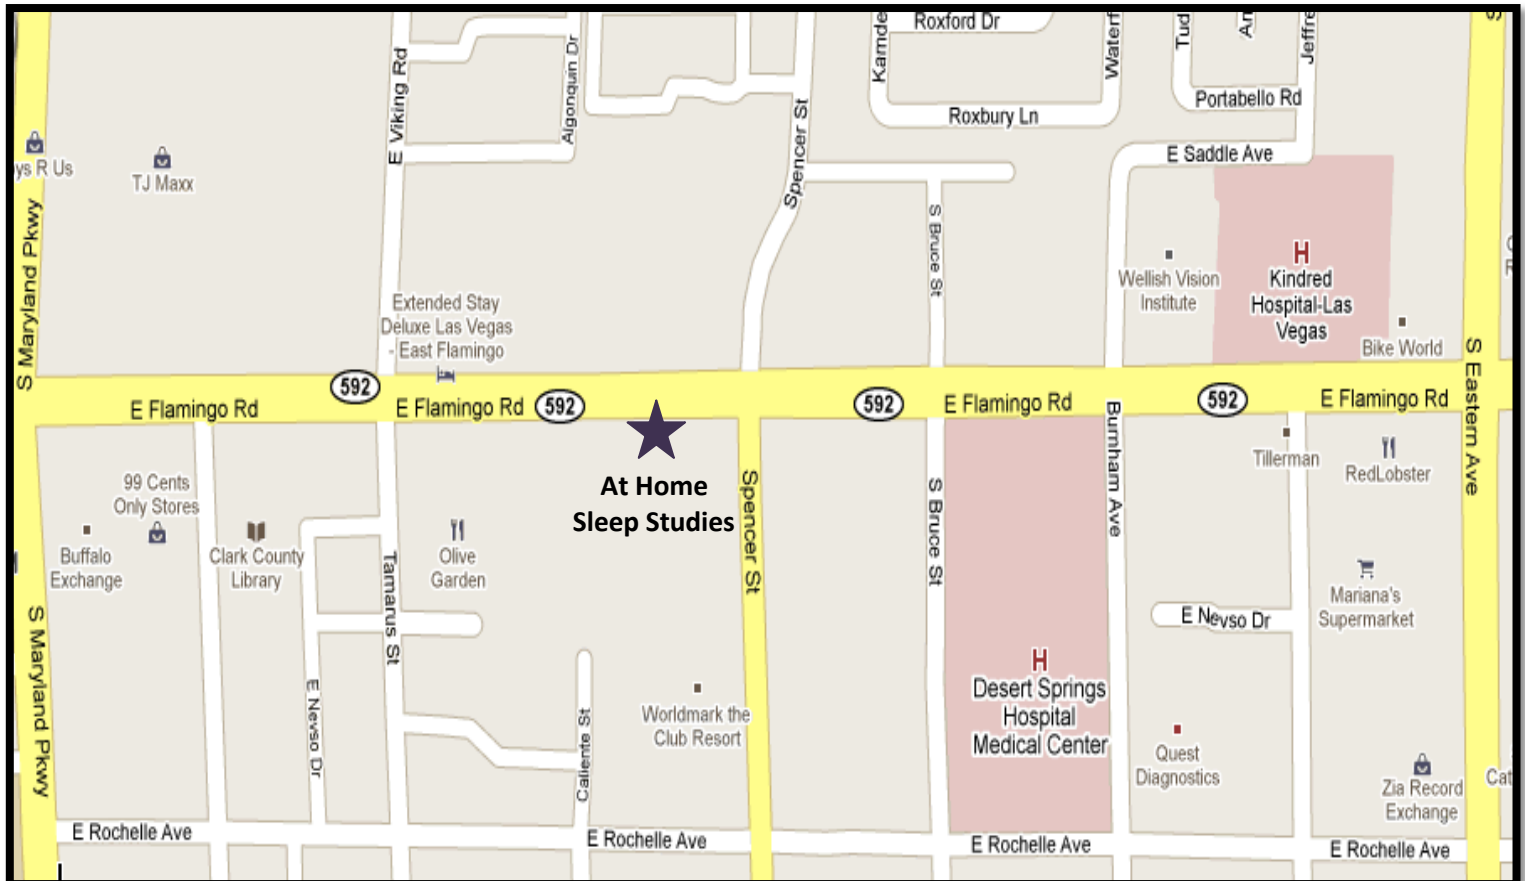 Roxford Dr
Kamde
Waterf
Tud
An
Jeffre
S
E Viking Rd
Algonquin Dr
Spencer St
Roxbury Ln
Portabello Rd
E Saddle Ave
ys R Us
TJ Maxx
S Maryland Pkwy
S Bruce St
Wellish Vision
Institute
H
Kindred
Hospital-Las
Vegas
Bike World
Extended Stay
Deluxe Las Vegas
- East Flamingo
S Eastern Ave
592
E Flamingo Rd
E Flamingo Rd
592
592
E Flamingo Rd
592
E Flamingo Rd
At Home
Sleep Studies
Spencer St
S Bruce St
Burnham Ave
Tillerman
RedLobster
99 Cents
Only Stores
Buffalo
Exchange
Clark County
Library
Tamarus St
Olive
Garden
E Nevso Dr
Mariana's
Supermarket
S Maryland Pkwy
E Nevso Dr
Caliente St
Worldmark the
Club Resort
H
Desert Springs
Hospital
Medical Center
Quest
Diagnostics
Zia Record
Exchange
Cat
E Rochelle Ave
E Rochelle Ave
E Rochelle Ave
E Rochelle Ave